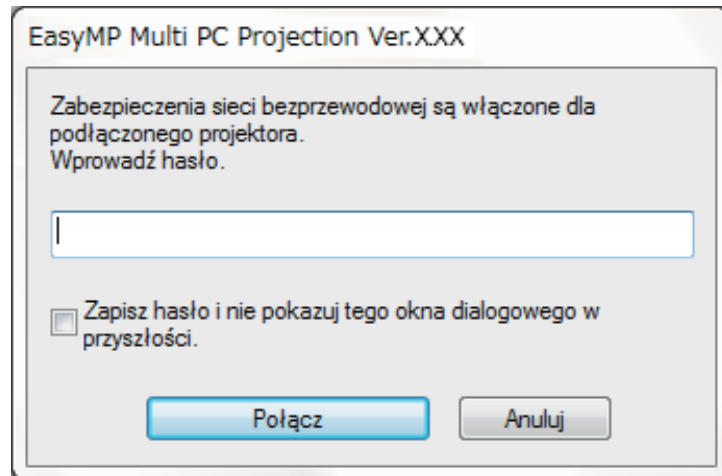 EasyMP Multi PC Projection Ver.X.XX
Zabezpieczenia sieci bezprzewodowej są włączone dla
podłączonego projektora.
Wprowadź hasło.
Zapisz hasło i nie pokazuj tego okna dialogowego w
przyszłości.
Połącz
Anuluj